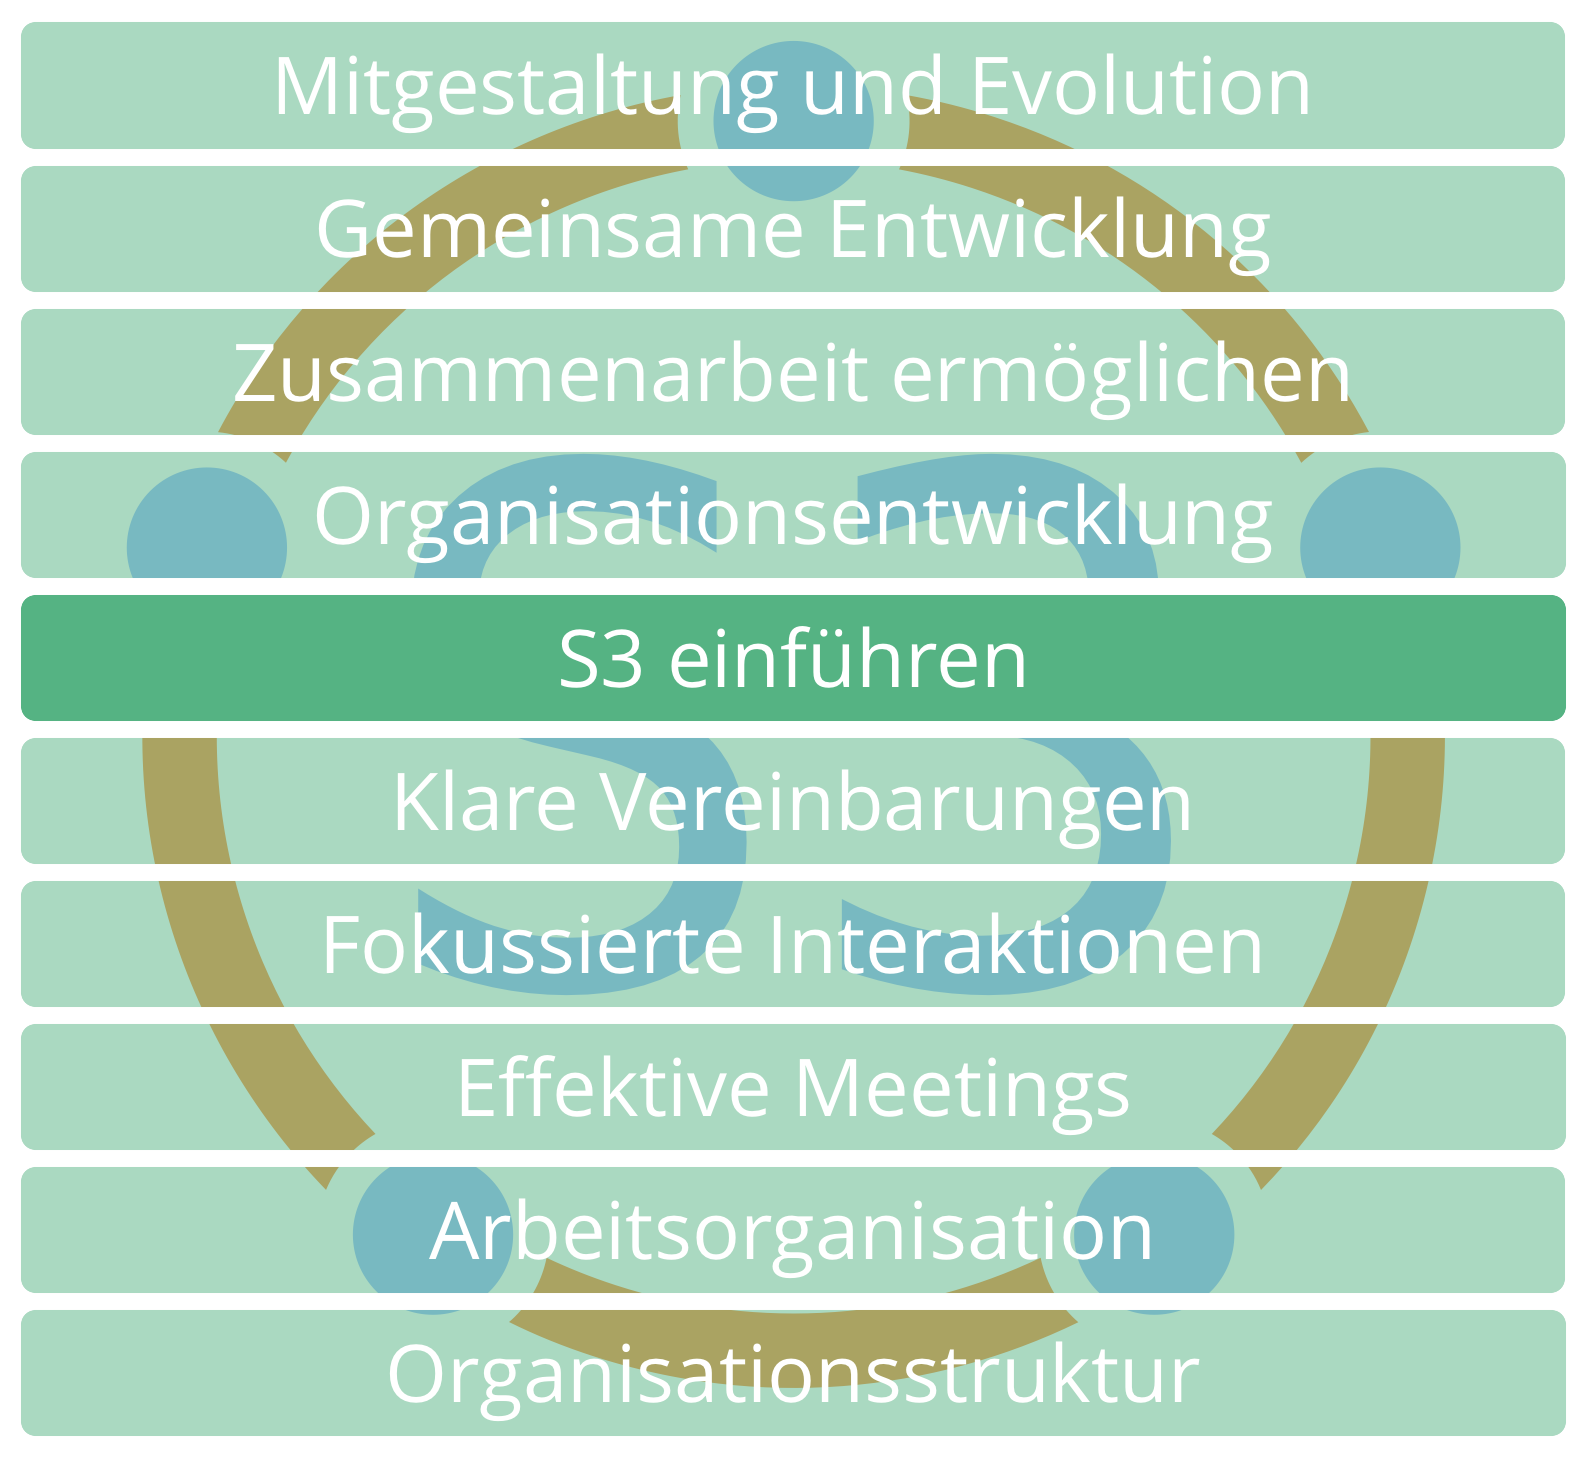 Mitgestaltung und Evolution
Gemeinsame Entwicklung
Zusammenarbeit ermöglichen
Organisationsentwicklung
S3 einführen
Klare Vereinbarungen
Fokussierte Interaktionen
Effektive Meetings
Arbeitsorganisation
Organisationsstruktur